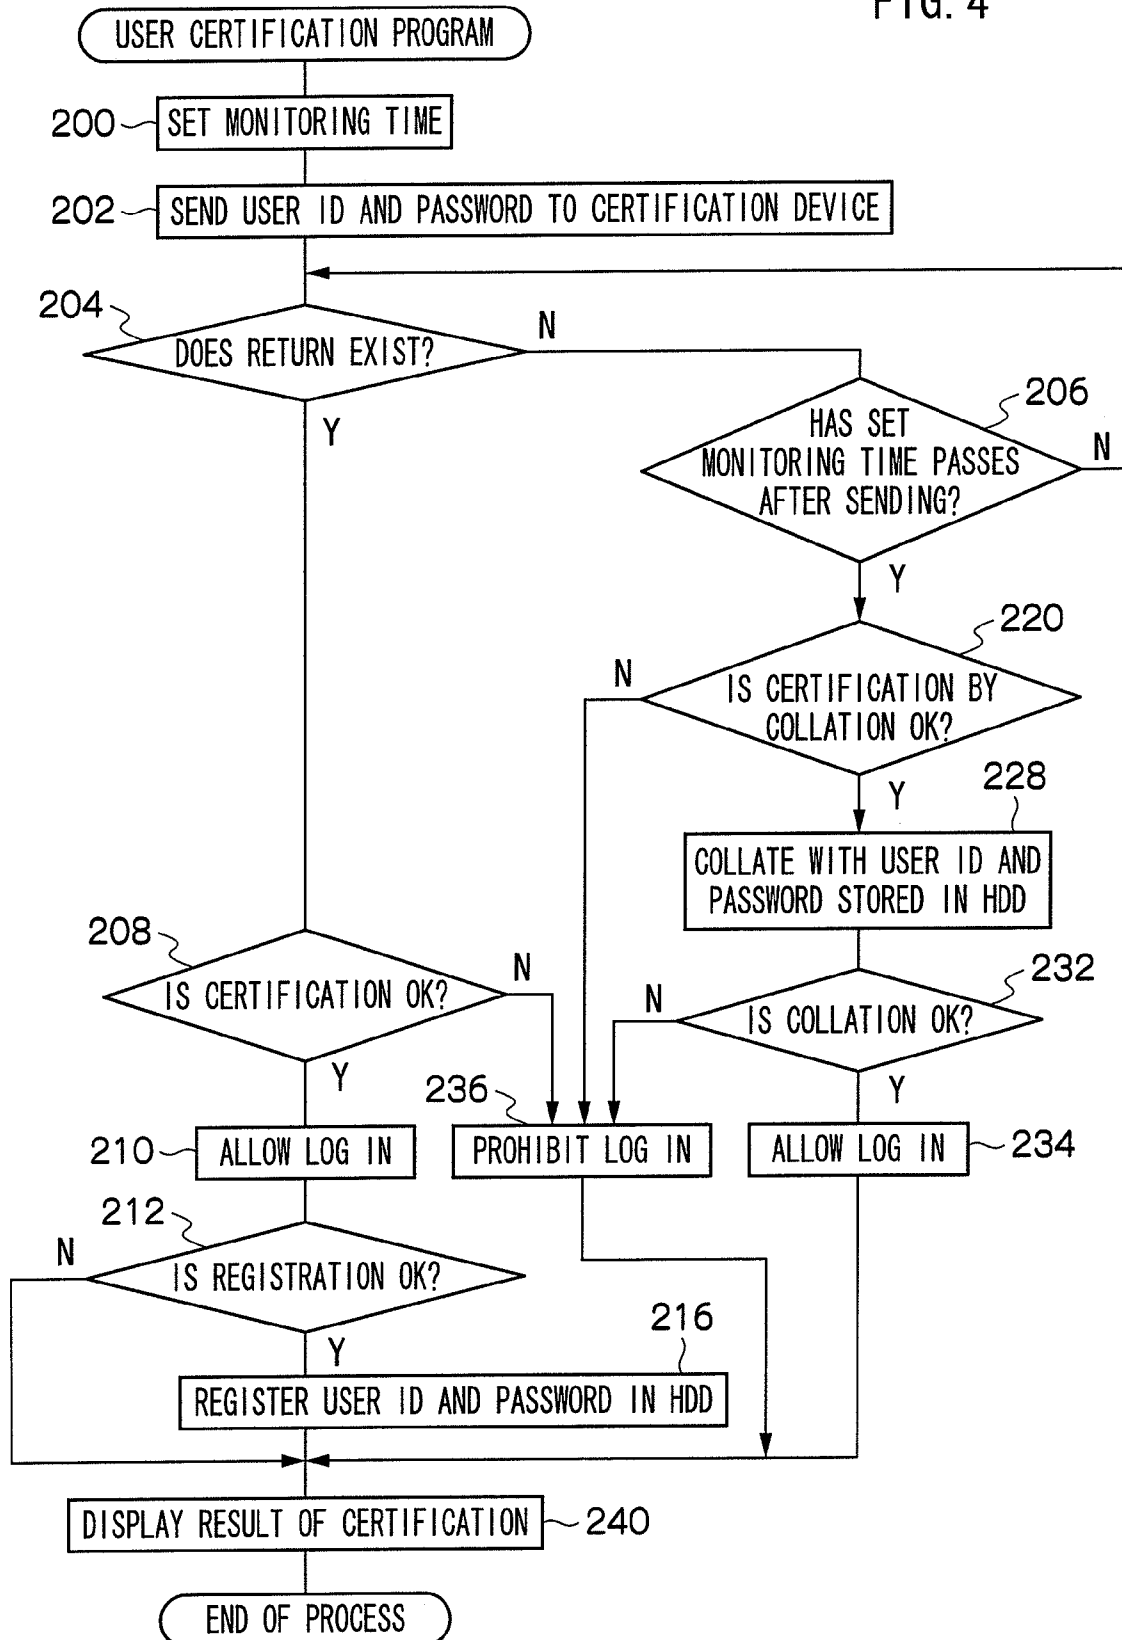 FIG. 4
USER CERTIFICATION PROGRAM
200
SET MONITORING TIME
202
SEND USER ID AND PASSWORD TO CERTIFICATION DEVICE
204
DOES RETURN EXIST?
N
Y
206
HAS SET
MONITORING TIME PASSES
AFTER SENDING?
N
Y
220
IS CERTIFICATION BY
COLLATION OK?
N
Y
228
COLLATE WITH USER ID AND
PASSWORD STORED IN HDD
208
IS CERTIFICATION OK?
N
Y
232
IS COLLATION OK?
N
Y
236
PROHIBIT LOG IN
210
ALLOW LOG IN
ALLOW LOG IN
234
212
IS REGISTRATION OK?
N
Y
216
REGISTER USER ID AND PASSWORD IN HDD
DISPLAY RESULT OF CERTIFICATION
240
END OF PROCESS